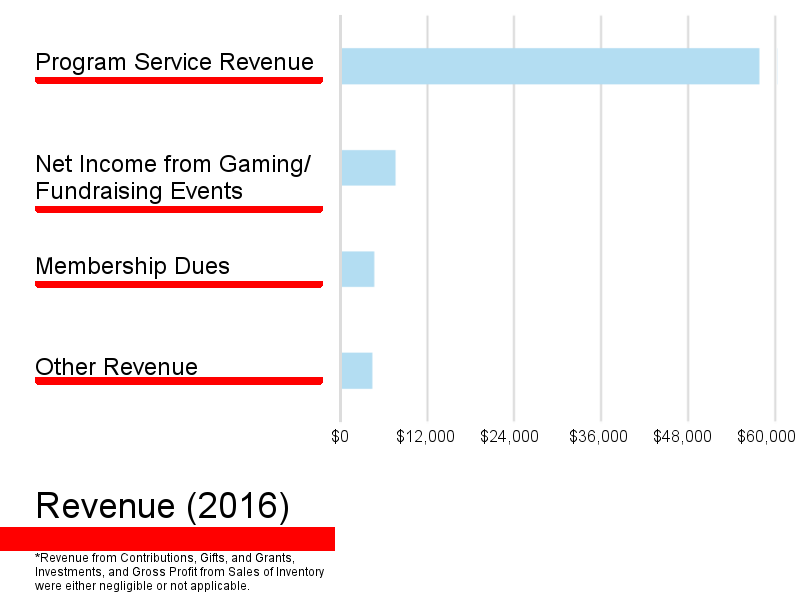 Program Service Revenue
Net Income from Gaming/
Fundraising Events
Membership Dues
Other Revenue
$0 $12,000 $24,000 $36,000 $48,000 $60,000
Revenue (2016)
*Revenue from Contributions, Gifts, and Grants,
Investments, and Gross Profit from Sales of Inventory
were either negligible or not applicable.